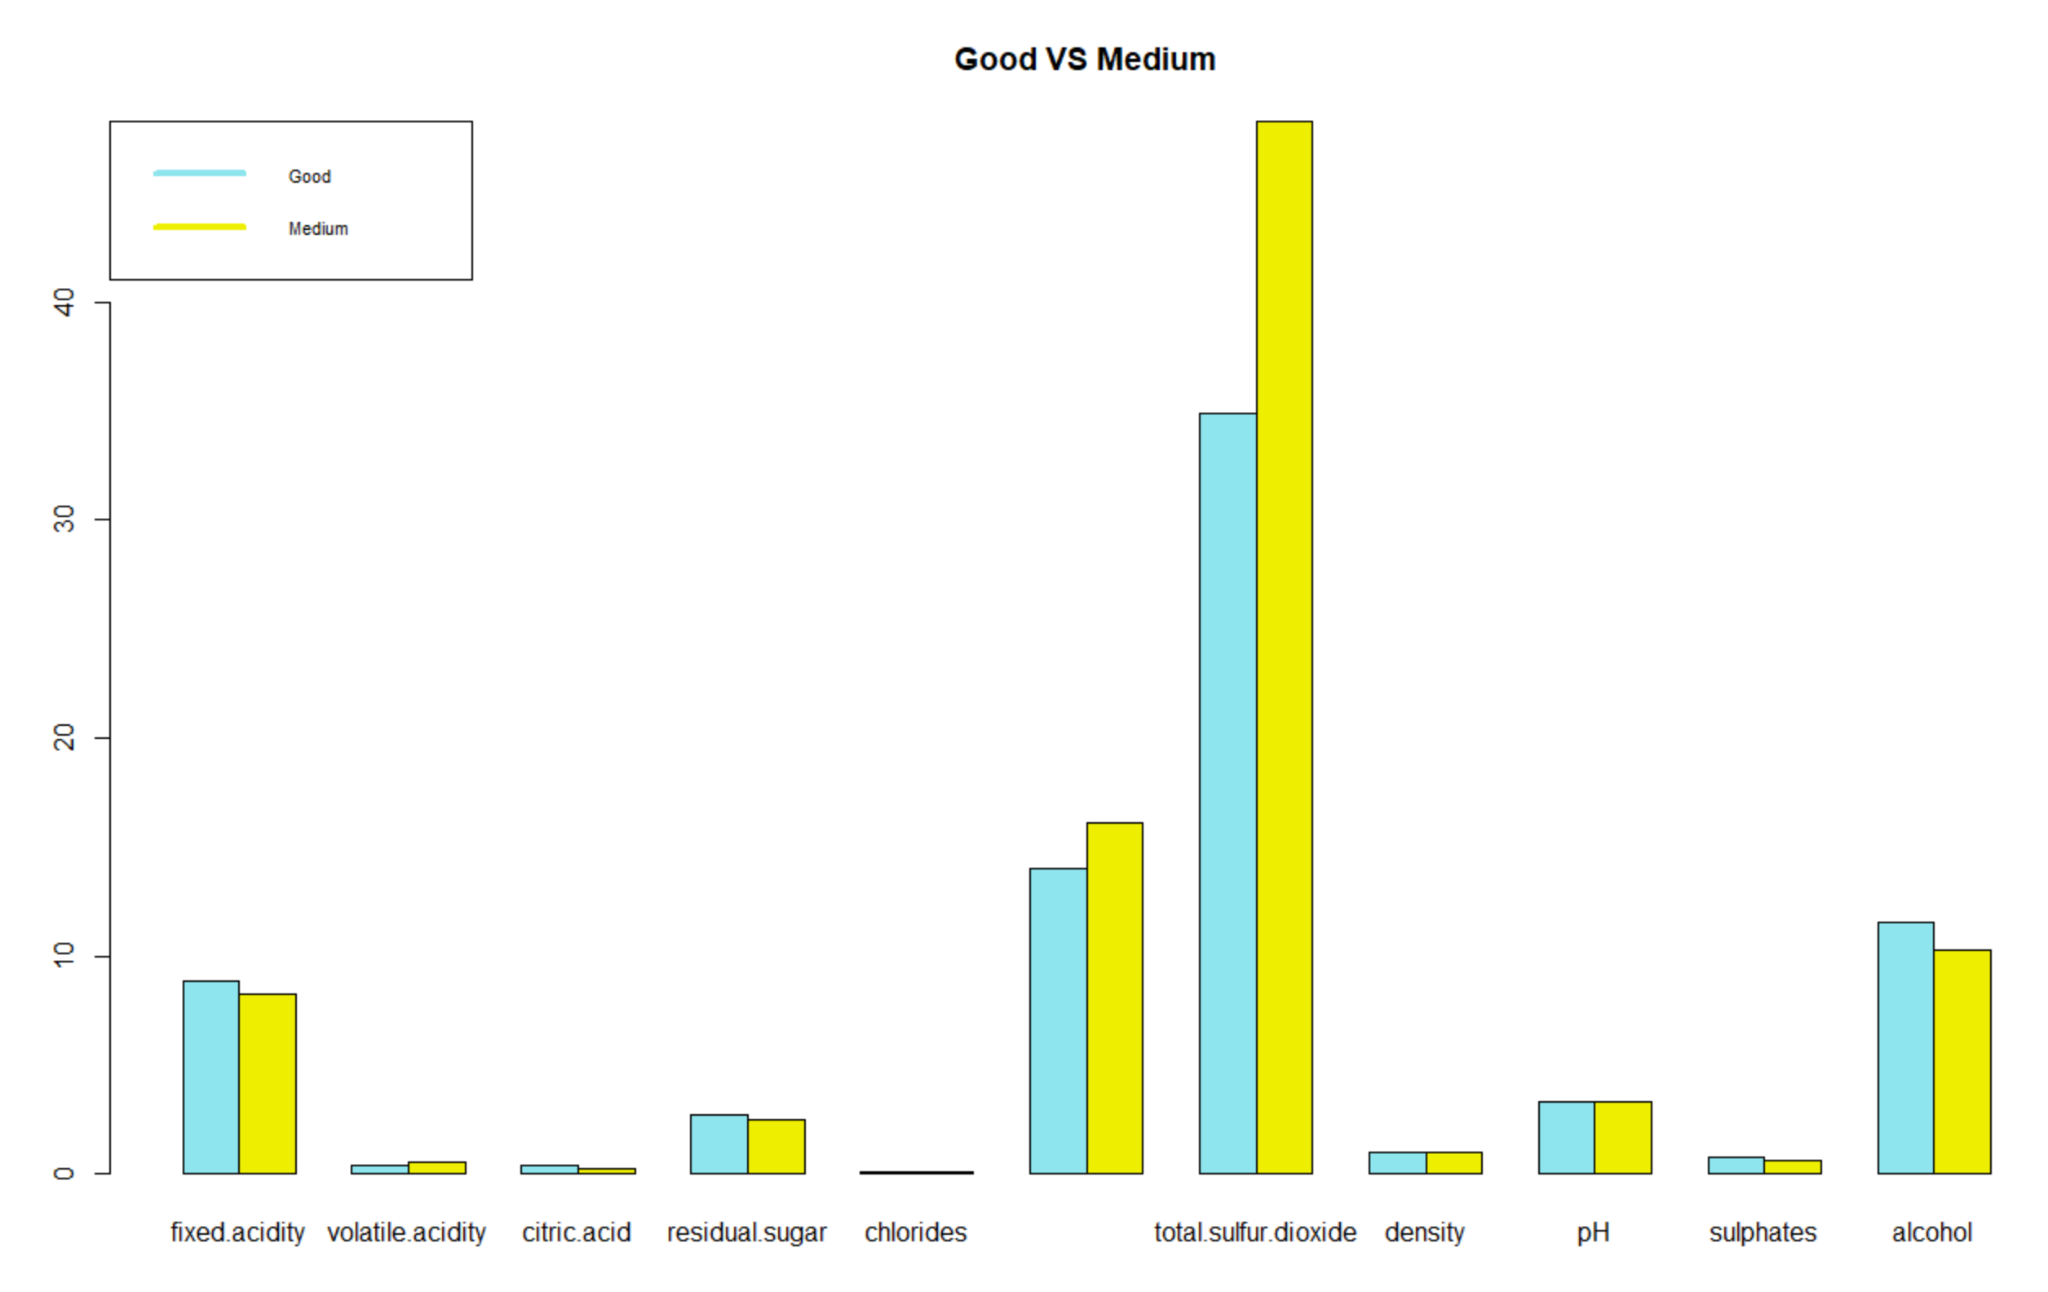 Good VS Medium
Good
Medium
40
30
20
10
0
fixed.acidity volatile.acidity citric.acid residual.sugar chlorides total.sulfur.dioxide density pH sulphates alcohol